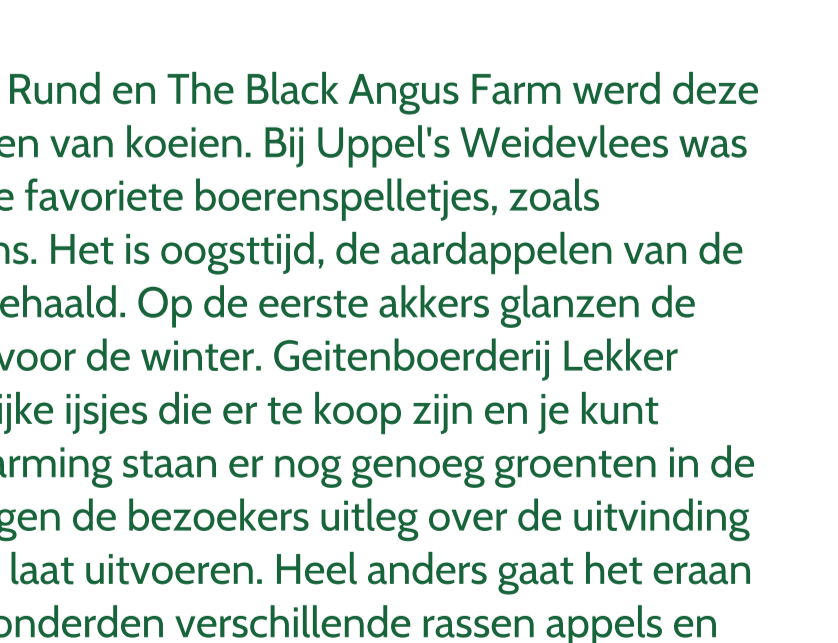 Rund en The Black Angus Farm werd deze
en van koeien. Bij Uppel's Weidevlees was
e favoriete boerenspelletjes, zoals
ns. Het is oogsttijd, de aardappelen van de
ehaald. Op de eerste akkers glanzen de
voor de winter. Geitenboerderij Lekker
ijke ijsjes die er te koop zijn en je kunt
arming staan er nog genoeg groenten in de
gen de bezoekers uitleg over de uitvinding
laat uitvoeren. Heel anders gaat het eraan
onderden verschillende rassen appels en